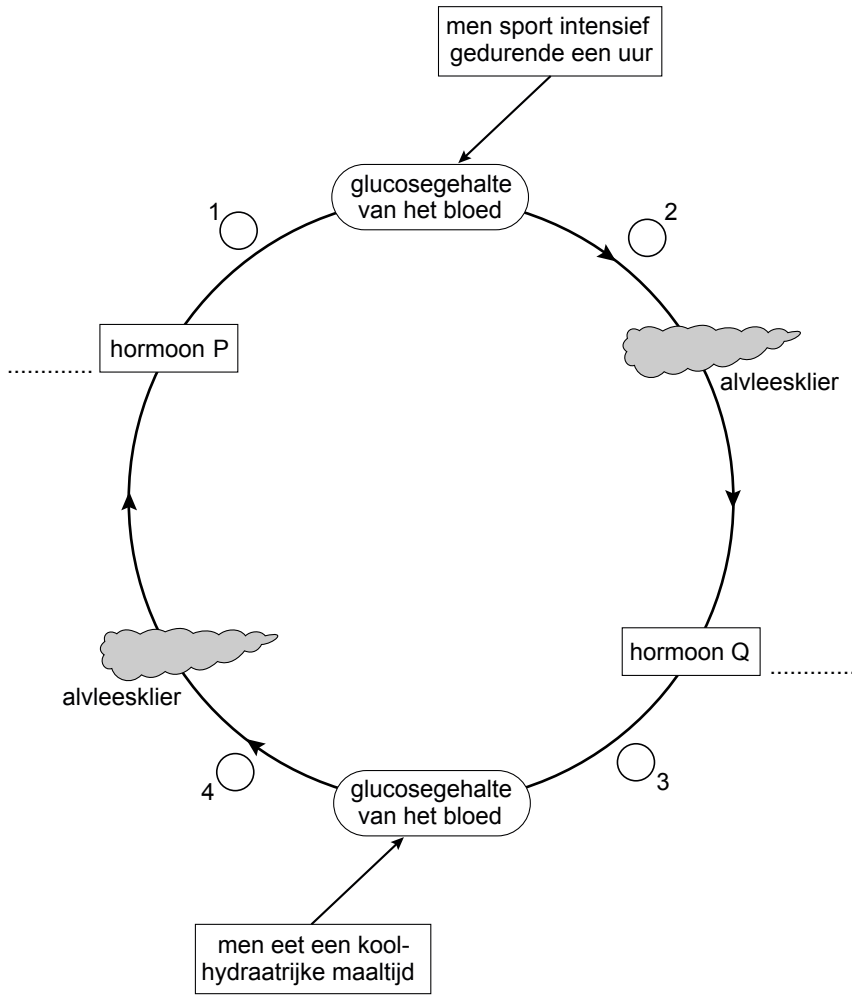 men sport intensief
gedurende een uur
glucosegehalte
van het bloed
1
2
hormoon P
..............
alvleesklier
hormoon Q
..............
alvleesklier
4
3
glucosegehalte
van het bloed
men eet een kool-
hydraatrijke maaltijd